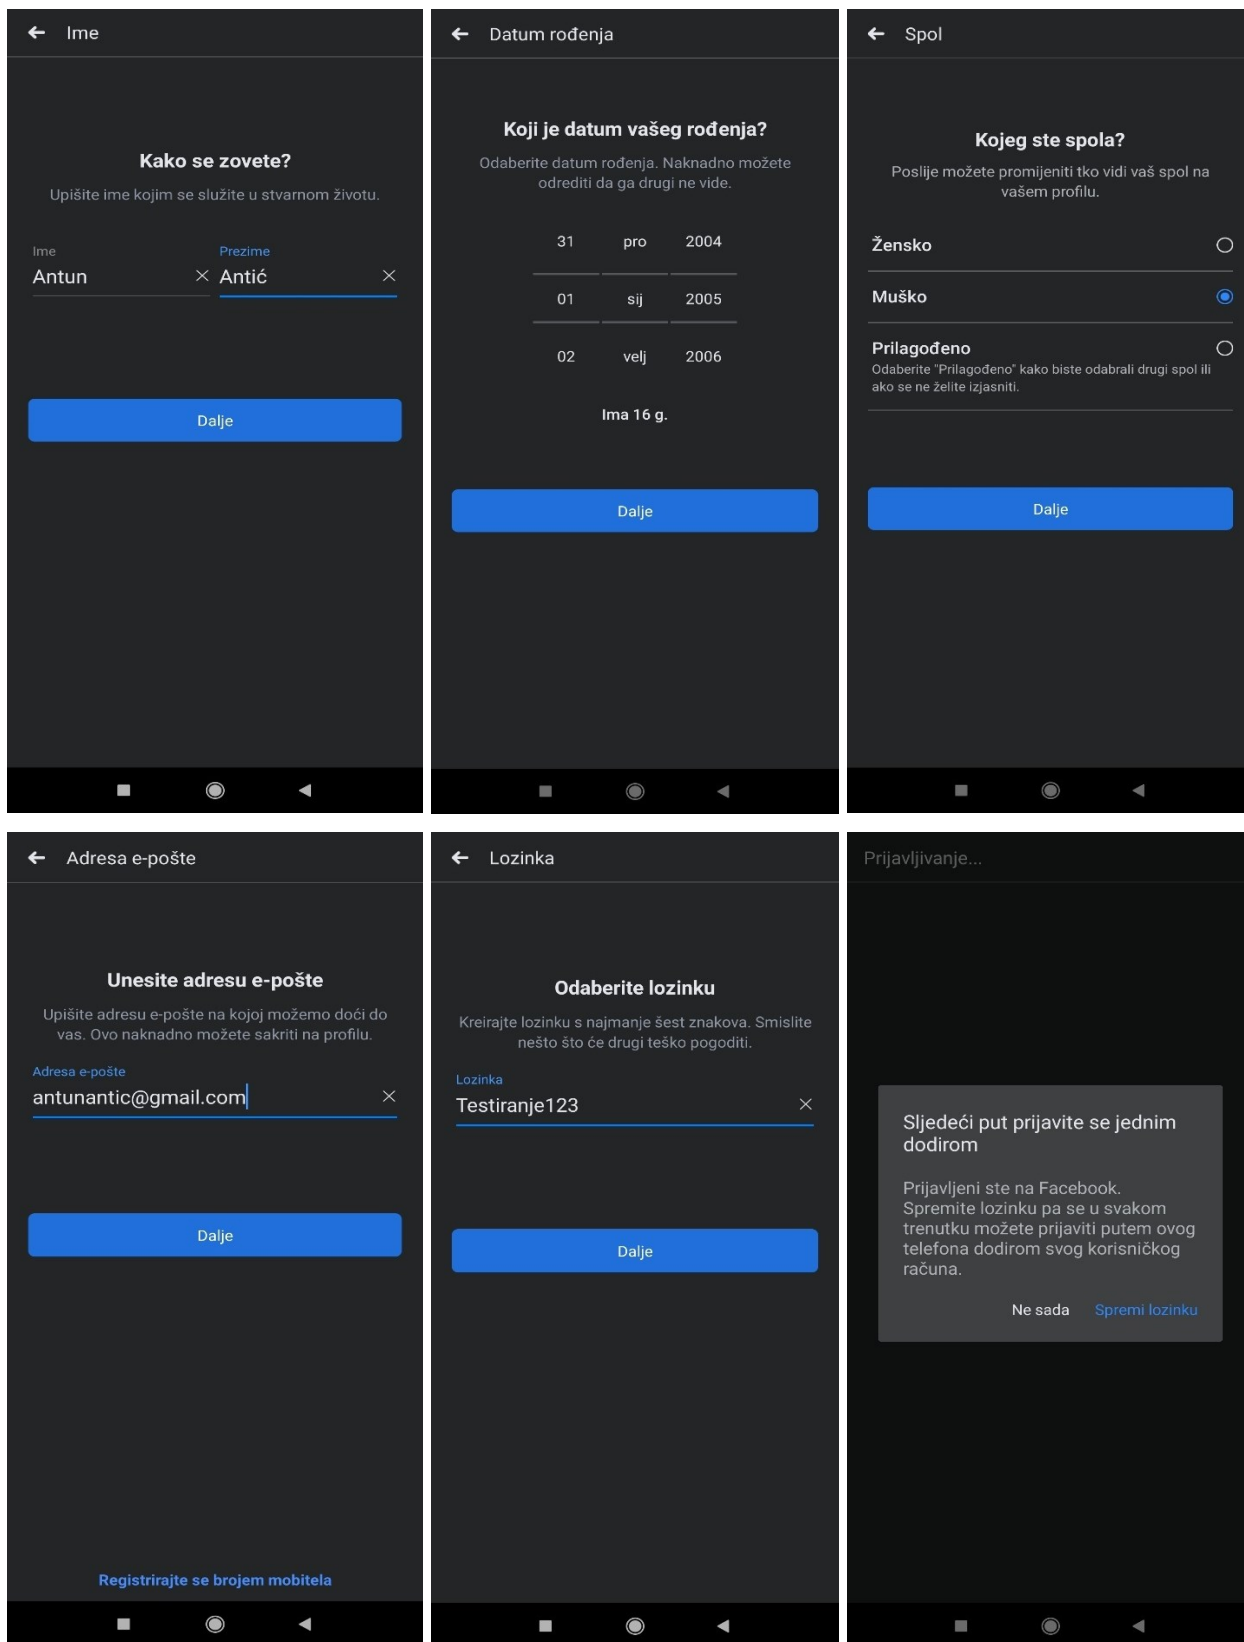 Ime
Kako se zovete?
Upišite ime kojim se služite u stvarnom životu.
Ime Prezime
Antun Antić
Dalje
Datum rođenja
Koji je datum vašeg rođenja?
Odaberite datum rođenja. Naknadno možete
odrediti da ga drugi ne vide.
31 pro 2004
01 sij 2005
02 velj 2006
Ima 16 g.
Dalje
Spol
Kojeg ste spola?
Poslije možete promijeniti tko vidi vaš spol na
vašem profilu.
Žensko
Muško
Prilagođeno
Odaberite "Prilagođeno" kako biste odabrali drugi spol ili
ako se ne želite izjasniti.
Dalje
Adresa e-pošte
Unesite adresu e-pošte
Upišite adresu e-pošte na kojoj možemo doći do
vas. Ovo naknadno možete sakriti na profilu.
Adresa e-pošte
antunantic@gmail.com
Dalje
Registrirajte se brojem mobitela
Lozinka
Odaberite lozinku
Kreirajte lozinku s najmanje šest znakova. Smislite
nešto što će drugi teško pogoditi.
Lozinka
Testiranje123
Dalje
Prijavljivanje...
Sljedeći put prijavite se jednim
dodirom
Prijavljeni ste na Facebook.
Spremite lozinku pa se u svakom
trenutku možete prijaviti putem ovog
telefona dodirom svog korisničkog
računa.
Ne sada Spremi lozinku